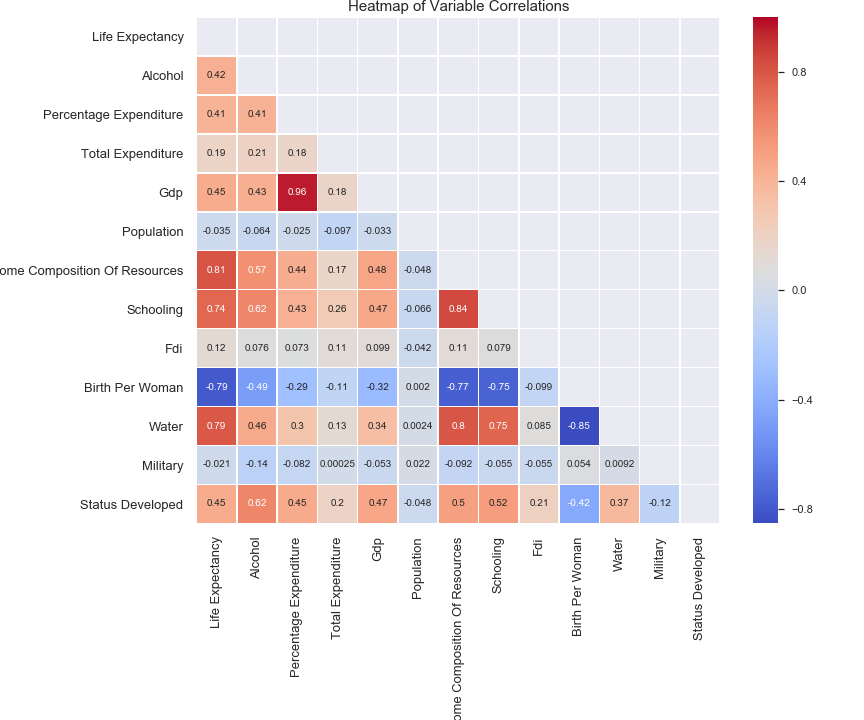 Heatmap of Variable Correlations
Life Expectancy
Alcohol 0.42
Percentage Expenditure 0.41 0.41
Total Expenditure 0.19 0.21 0.18
Gdp 0.45 0.43 0.96 0.18
Population -0.035 -0.064 -0.025 -0.097 -0.033
ome Composition Of Resources 0.81 0.57 0.44 0.17 0.48 -0.048
Schooling 0.74 0.62 0.43 0.26 0.47 -0.066 0.84
Fdi 0.12 0.076 0.073 0.11 0.099 -0.042 0.11 0.079
Birth Per Woman -0.79 -0.49 -0.29 -0.11 -0.32 0.002 -0.77 -0.75 -0.099
Water 0.79 0.46 0.3 0.13 0.34 0.0024 0.8 0.75 0.085 -0.85
Military -0.021 -0.14 -0.082 0.00025 -0.053 0.022 -0.092 -0.055 -0.055 0.054 0.0092
Status Developed 0.45 0.62 0.45 0.2 0.47 -0.048 0.5 0.52 0.21 -0.42 0.37 -0.12
Life Expectancy
Alcohol
Percentage Expenditure
Total Expenditure
Gdp
Population
ome Composition Of Resources
Schooling
Fdi
Birth Per Woman
Water
Military
Status Developed
0.8
0.4
0.0
−0.4
−0.8